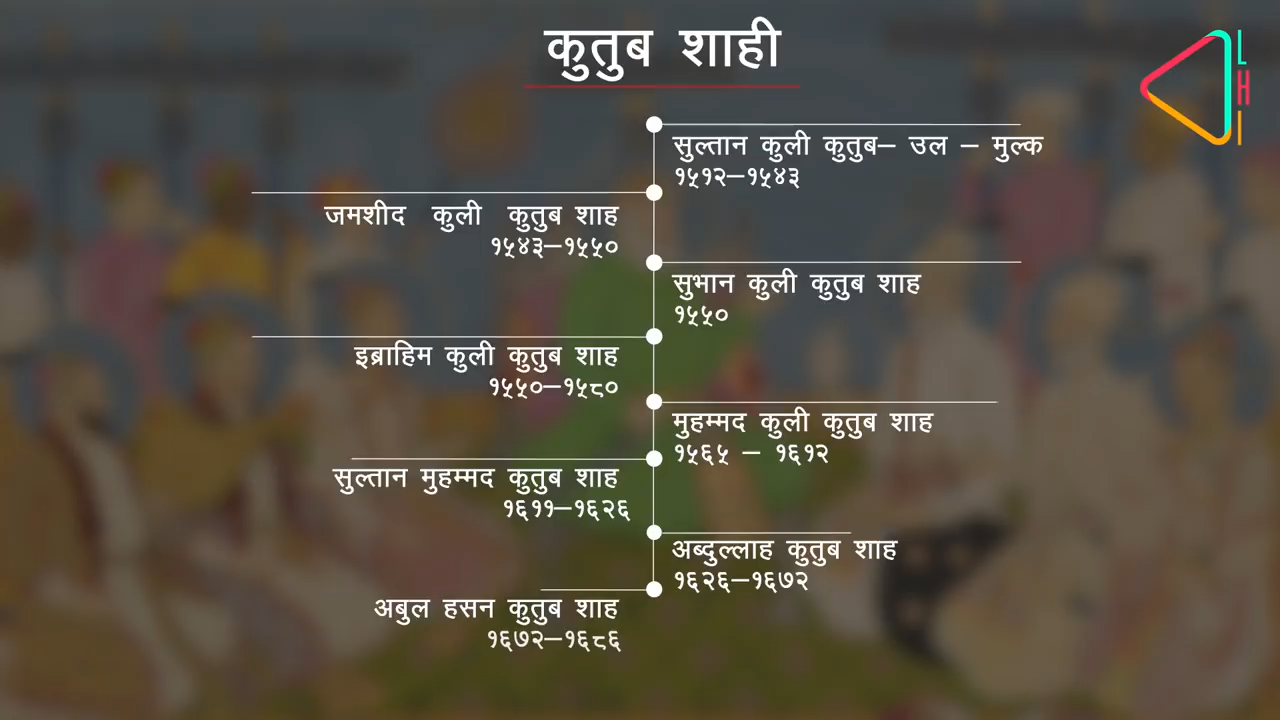 कुतुब शाही
LHI
सुल्तान कुली कुतुब– उल – मुल्क
१५१२–१५४३
जमशीद कुली कुतुब शाह
१५४३–१५५०
सुभान कुली कुतुब शाह
१५५०
इब्राहिम कुली कुतुब शाह
१५५०–१५८०
मुहम्मद कुली कुतुब शाह
१५६५ – १६१२
सुल्तान मुहम्मद कुतुब शाह
१६११–१६२६
अब्दुल्लाह कुतुब शाह
१६२६–१६७२
अबुल हसन कुतुब शाह
१६७२–१६८६